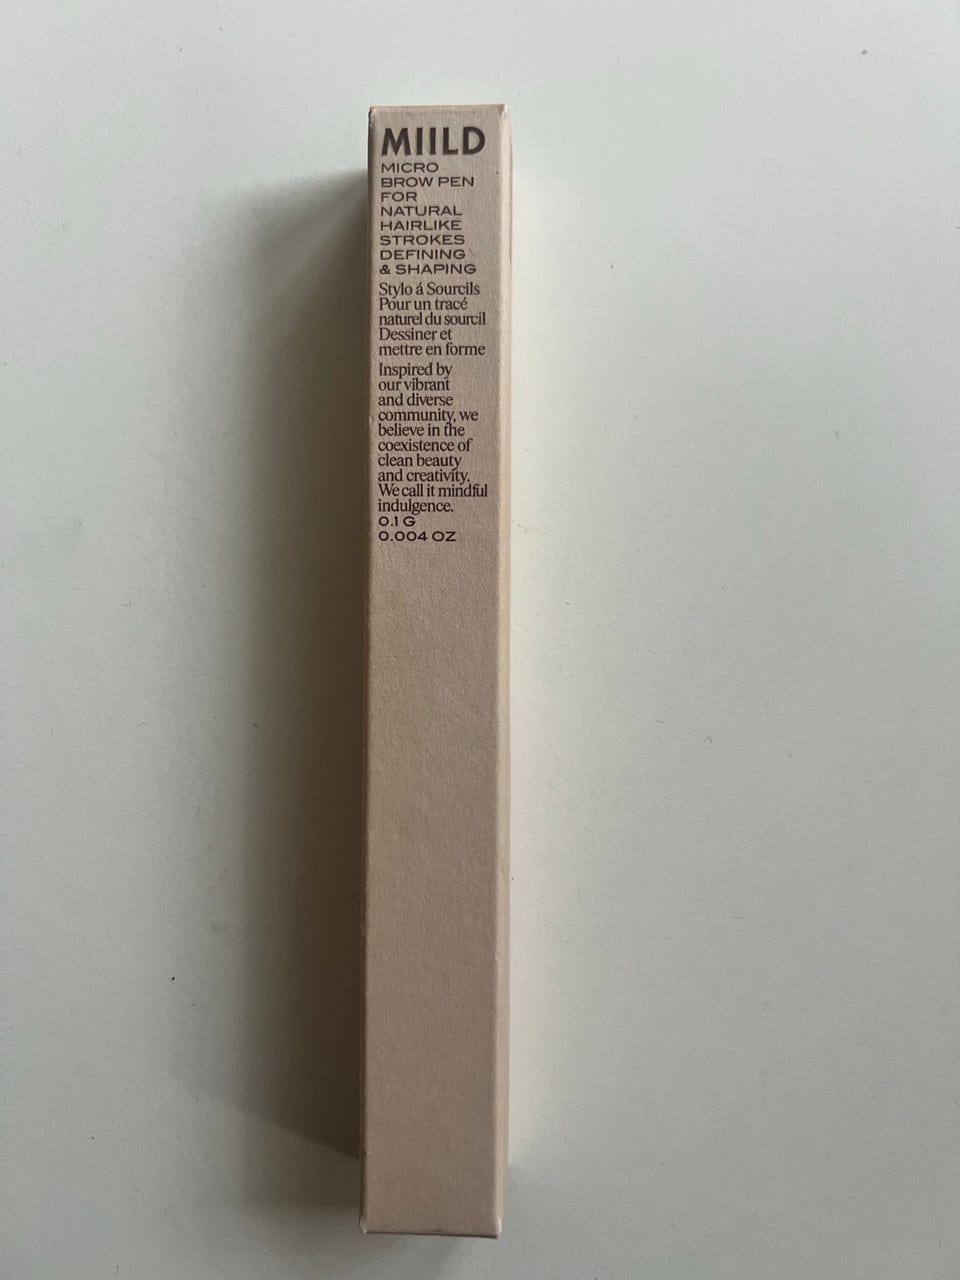 MIILD
MICRO
BROW PEN
FOR
NATURAL
HAIRLIKE
STROKES
DEFINING
& SHAPING
Stylo á Sourcils
Pour un tracé
naturel du sourcil
Dessiner et
mettre en forme
Inspired by
our vibrant
and diverse
community, we
believe in the
coexistence of
clean beauty
and creativity.
We call it mindful
indulgence.
0.1 G
0.004 OZ